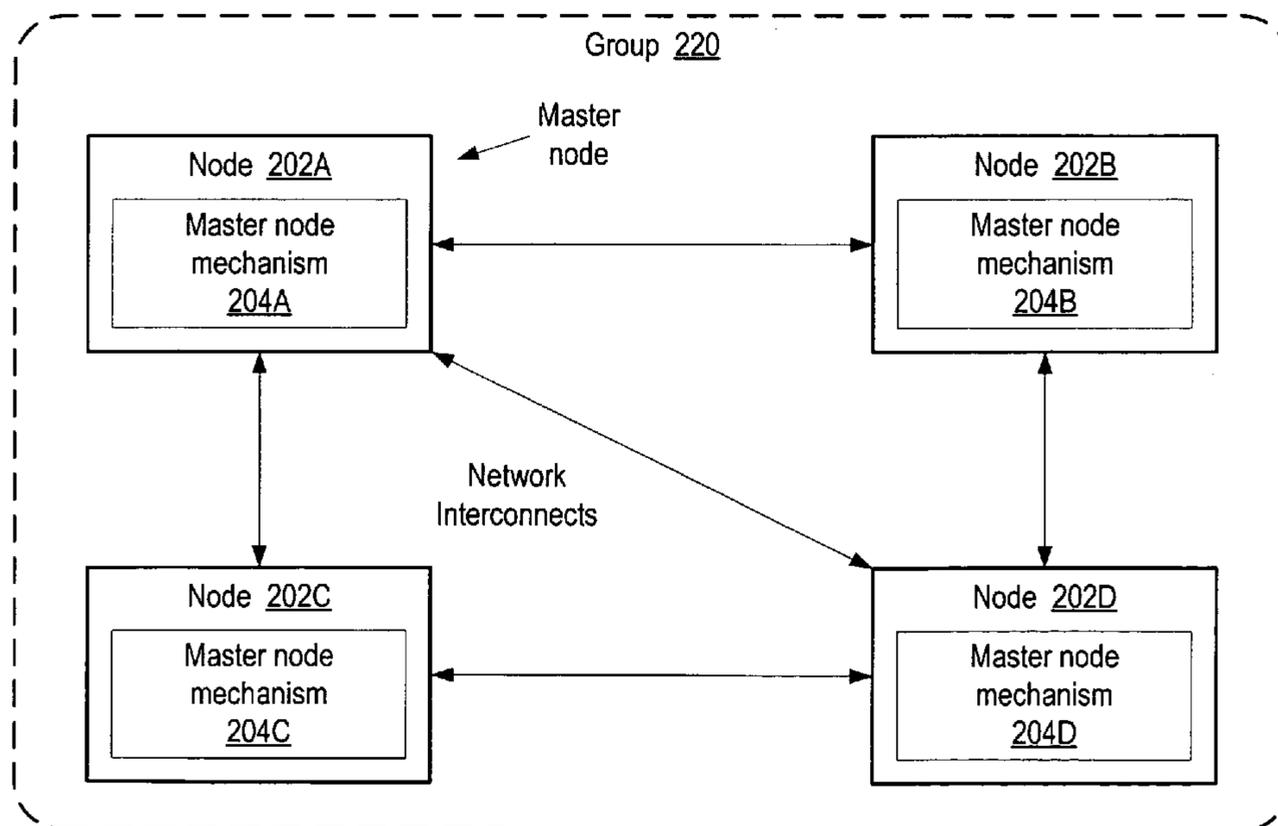 Group 220
Master
node
Node 202A
Master node
mechanism
204A
Node 202B
Master node
mechanism
204B
Network
Interconnects
Node 202C
Master node
mechanism
204C
Node 202D
Master node
mechanism
204D